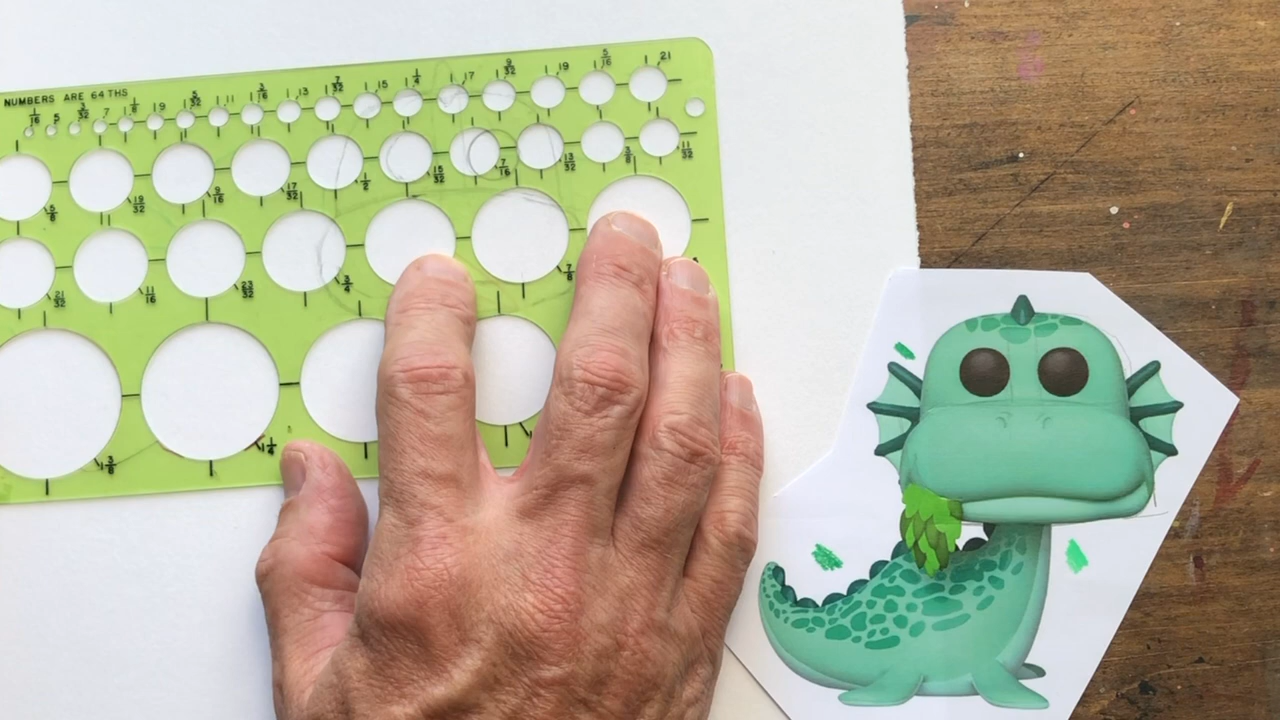 NUMBERS ARE 64 THS
1/16 5 3/32 7 1/8 9 5/32 11 3/16 13 7/32 15 1/4 17 9/32 19 5/16 21
5/8 19/32 9/16 17/32 1/2 15/32 7/16 13/32 3/8 11/32
21/32 11/16 23/32 3/4 7/8
1 3/8 1 1/4